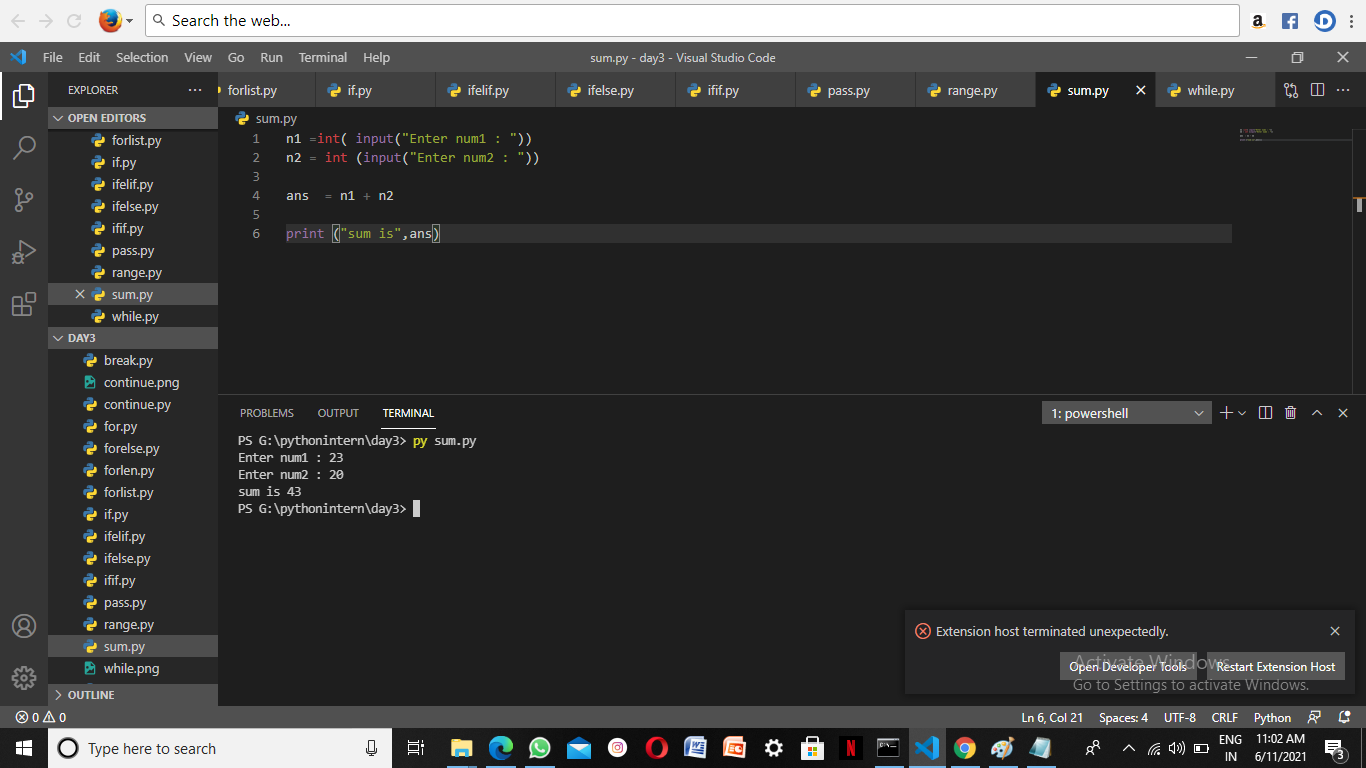 Search the web...
File Edit Selection View Go Run Terminal Help
sum.py - day3 - Visual Studio Code
EXPLORER
forlist.py if.py ifelif.py ifelse.py ifif.py pass.py range.py sum.py while.py
OPEN EDITORS
forlist.py
if.py
ifelif.py
ifelse.py
ifif.py
pass.py
range.py
sum.py
while.py
DAY3
break.py
continue.png
continue.py
for.py
forelse.py
forlen.py
forlist.py
if.py
ifelif.py
ifelse.py
ifif.py
pass.py
range.py
sum.py
while.png
OUTLINE
sum.py
1 n1 =int( input("Enter num1 : "))
2 n2 = int (input("Enter num2 : "))
3
4 ans  = n1 + n2
5
6 print ("sum is",ans)
PROBLEMS OUTPUT TERMINAL
1: powershell
PS G:\pythonintern\day3> py sum.py
Enter num1 : 23
Enter num2 : 20
sum is 43
PS G:\pythonintern\day3>
Extension host terminated unexpectedly.
Open Developer Tools Restart Extension Host
Activate Windows
Go to Settings to activate Windows.
0 0
Ln 6, Col 21 Spaces: 4 UTF-8 CRLF Python
Type here to search
ENG
IN
11:02 AM
6/11/2021
3